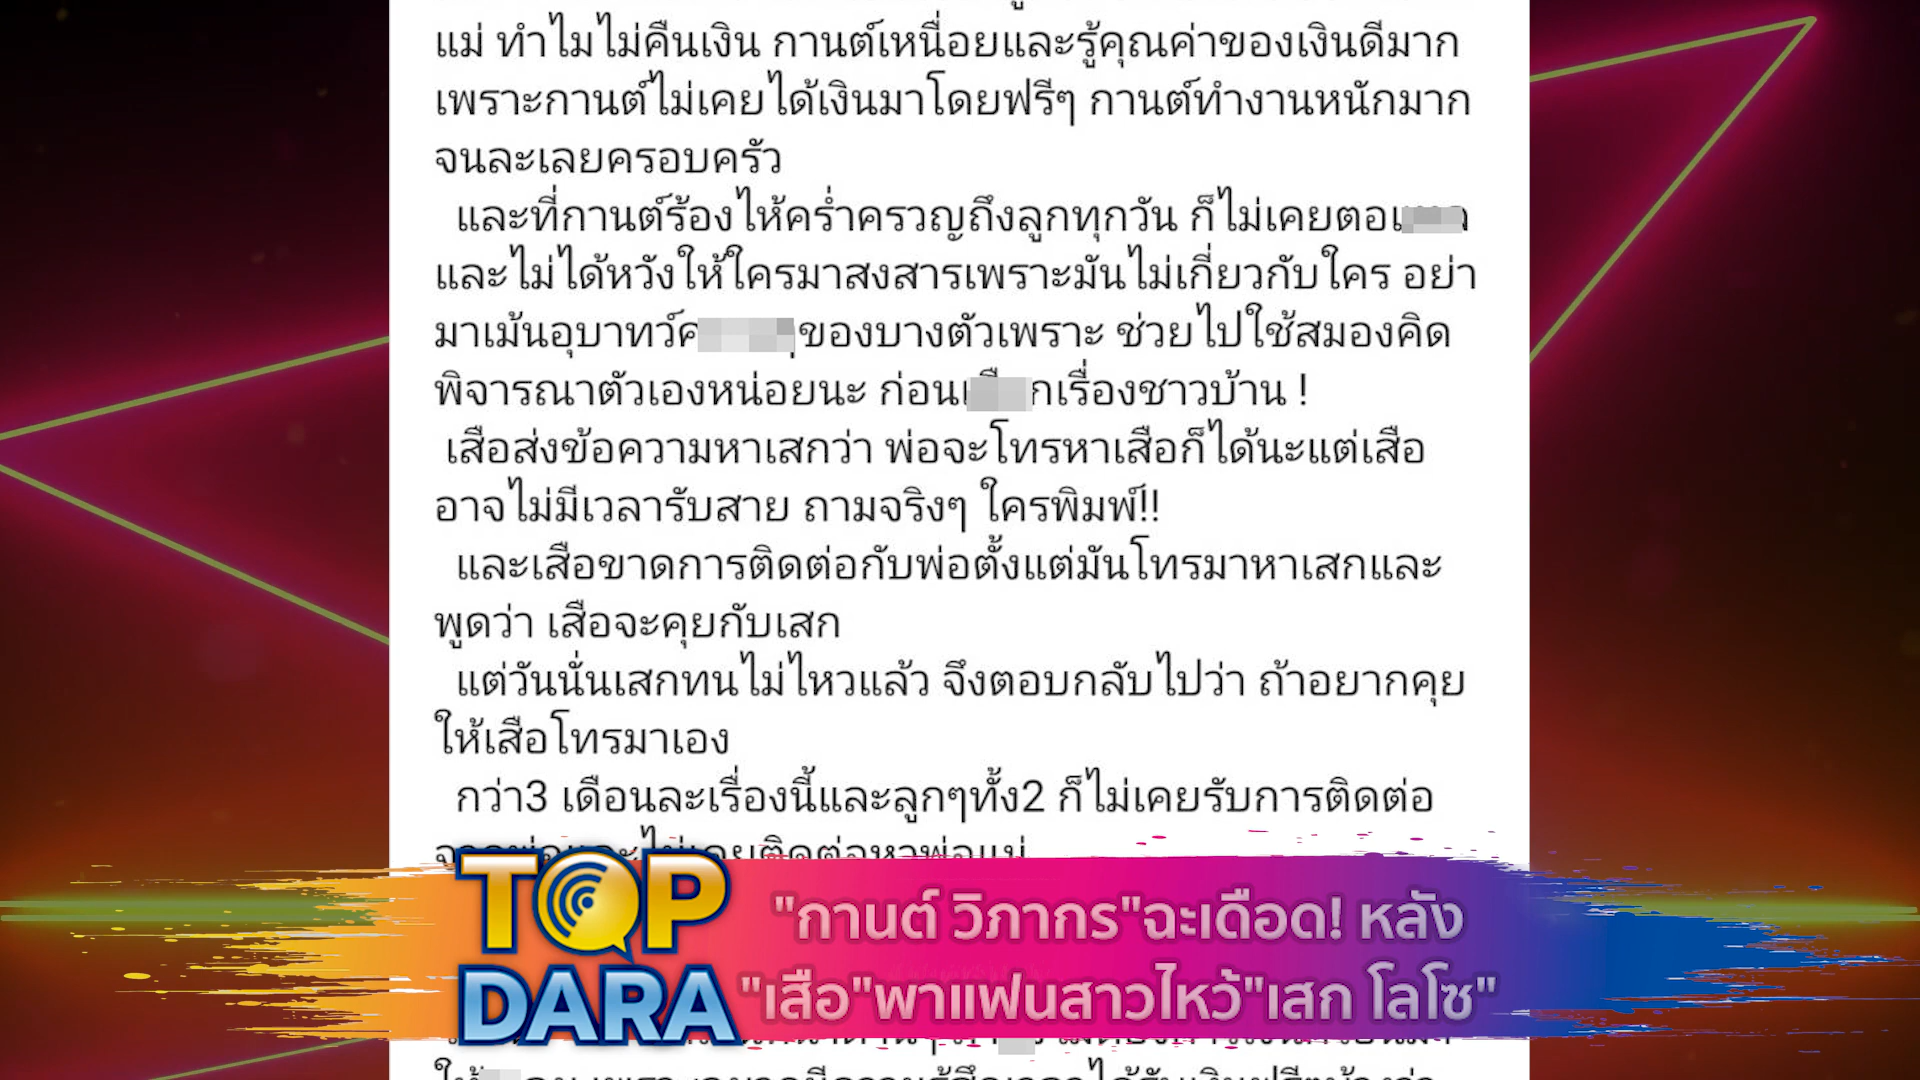 แม่ ทำไมไม่คืนเงิน กานต์เหนื่อยและรู้คุณค่าของเงินดีมาก
เพราะกานต์ไม่เคยได้เงินมาโดยฟรีๆ กานต์ทำงานหนักมาก
จนละเลยครอบครัว
และที่กานต์ร้องไห้คร่ำครวญถึงลูกทุกวัน ก็ไม่เคยตอ
และไม่ได้หวังให้ใครมาสงสารเพราะมันไม่เกี่ยวกับใคร อย่า
มาเม้นอุบาทว์ ของบางตัวเพราะ ช่วยไปใช้สมองคิด
พิจารณาตัวเองหน่อยนะ ก่อน เรื่องชาวบ้าน !
เสือส่งข้อความหาเสกว่า พ่อจะโทรหาเสือก็ได้นะแต่เสือ
อาจไม่มีเวลารับสาย ถามจริงๆ ใครพิมพ์!!
และเสือขาดการติดต่อกับพ่อตั้งแต่มันโทรมาหาเสกและ
พูดว่า เสือจะคุยกับเสก
แต่วันนั่นเสกทนไม่ไหวแล้ว จึงตอบกลับไปว่า ถ้าอยากคุย
ให้เสือโทรมาเอง
กว่า3 เดือนละเรื่องนี้และลูกๆทั้ง2 ก็ไม่เคยรับการติดต่อ
จากพ่อและไม่เคยติดต่อหาพ่อแม่
TOP
DARA
"กานต์ วิภากร"ฉะเดือด! หลัง
"เสือ"พาแฟนสาวไหว้"เสก โลโซ"